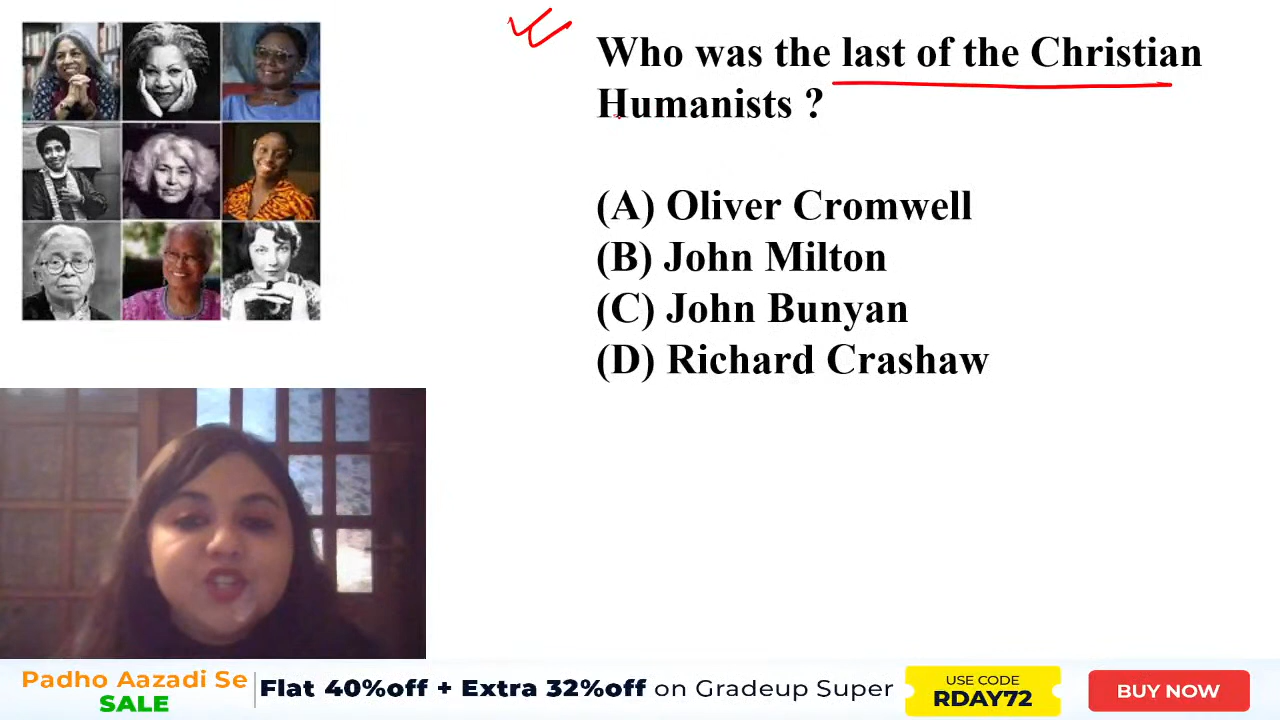 Who was the last of the Christian
Humanists ?
(A) Oliver Cromwell
(B) John Milton
(C) John Bunyan
(D) Richard Crashaw
Padho Aazadi Se
SALE
Flat 40%off + Extra 32%off on Gradeup Super
USE CODE
RDAY72
BUY NOW